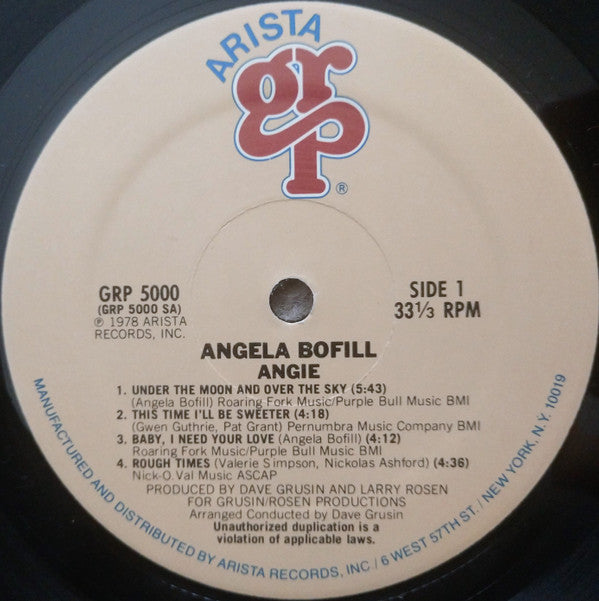 ARISTA
grp
®
GRP 5000
(GRP 5000 SA)
℗ 1978 ARISTA
RECORDS, INC.
SIDE 1
33⅓ RPM
ANGELA BOFILL
ANGIE
1. UNDER THE MOON AND OVER THE SKY (5:43)
(Angela Bofill) Roaring Fork Music/Purple Bull Music BMI
2. THIS TIME I'LL BE SWEETER (4:18)
(Gwen Guthrie, Pat Grant) Pernumbra Music Company BMI
3. BABY, I NEED YOUR LOVE (Angela Bofill) (4:12)
Roaring Fork Music/Purple Bull Music BMI
4. ROUGH TIMES (Valerie Simpson, Nickolas Ashford) (4:36)
Nick-O Val Music ASCAP
PRODUCED BY DAVE GRUSIN AND LARRY ROSEN
FOR GRUSIN/ROSEN PRODUCTIONS
Arranged Conducted by Dave Grusin
Unauthorized duplication is a
violation of applicable laws.
MANUFACTURED AND DISTRIBUTED BY ARISTA RECORDS, INC / 6 WEST 57TH ST. / NEW YORK, N.Y. 10019